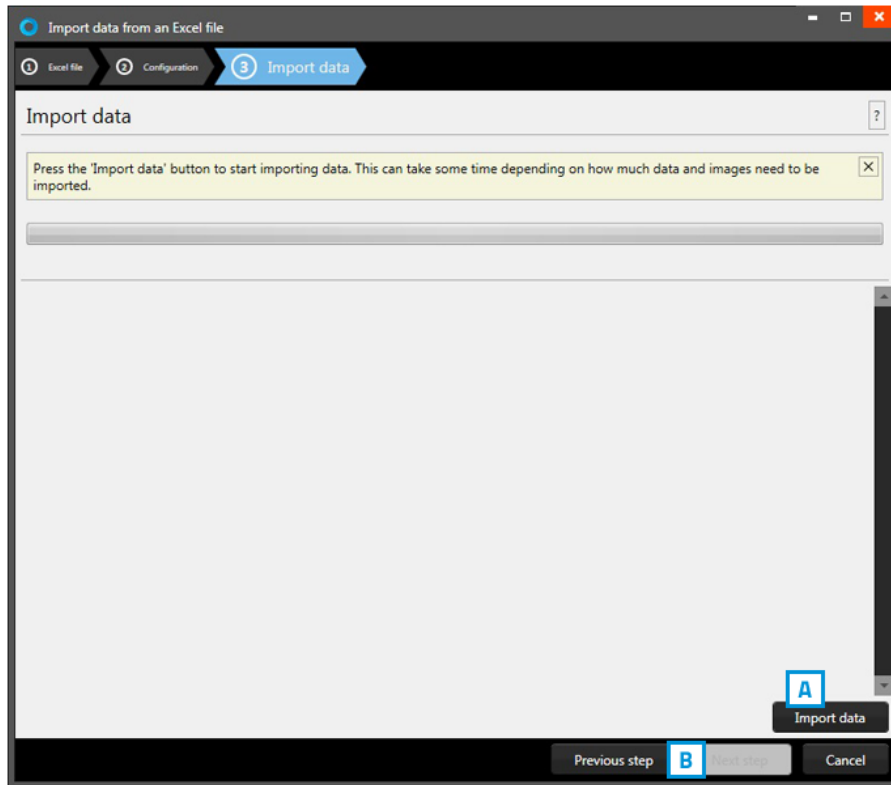 Import data from an Excel file
1 Excel file 2 Configuration 3 Import data
Import data
?
Press the 'Import data' button to start importing data. This can take some time depending on how much data and images need to be
imported.
A
Import data
Previous step B Next step Cancel